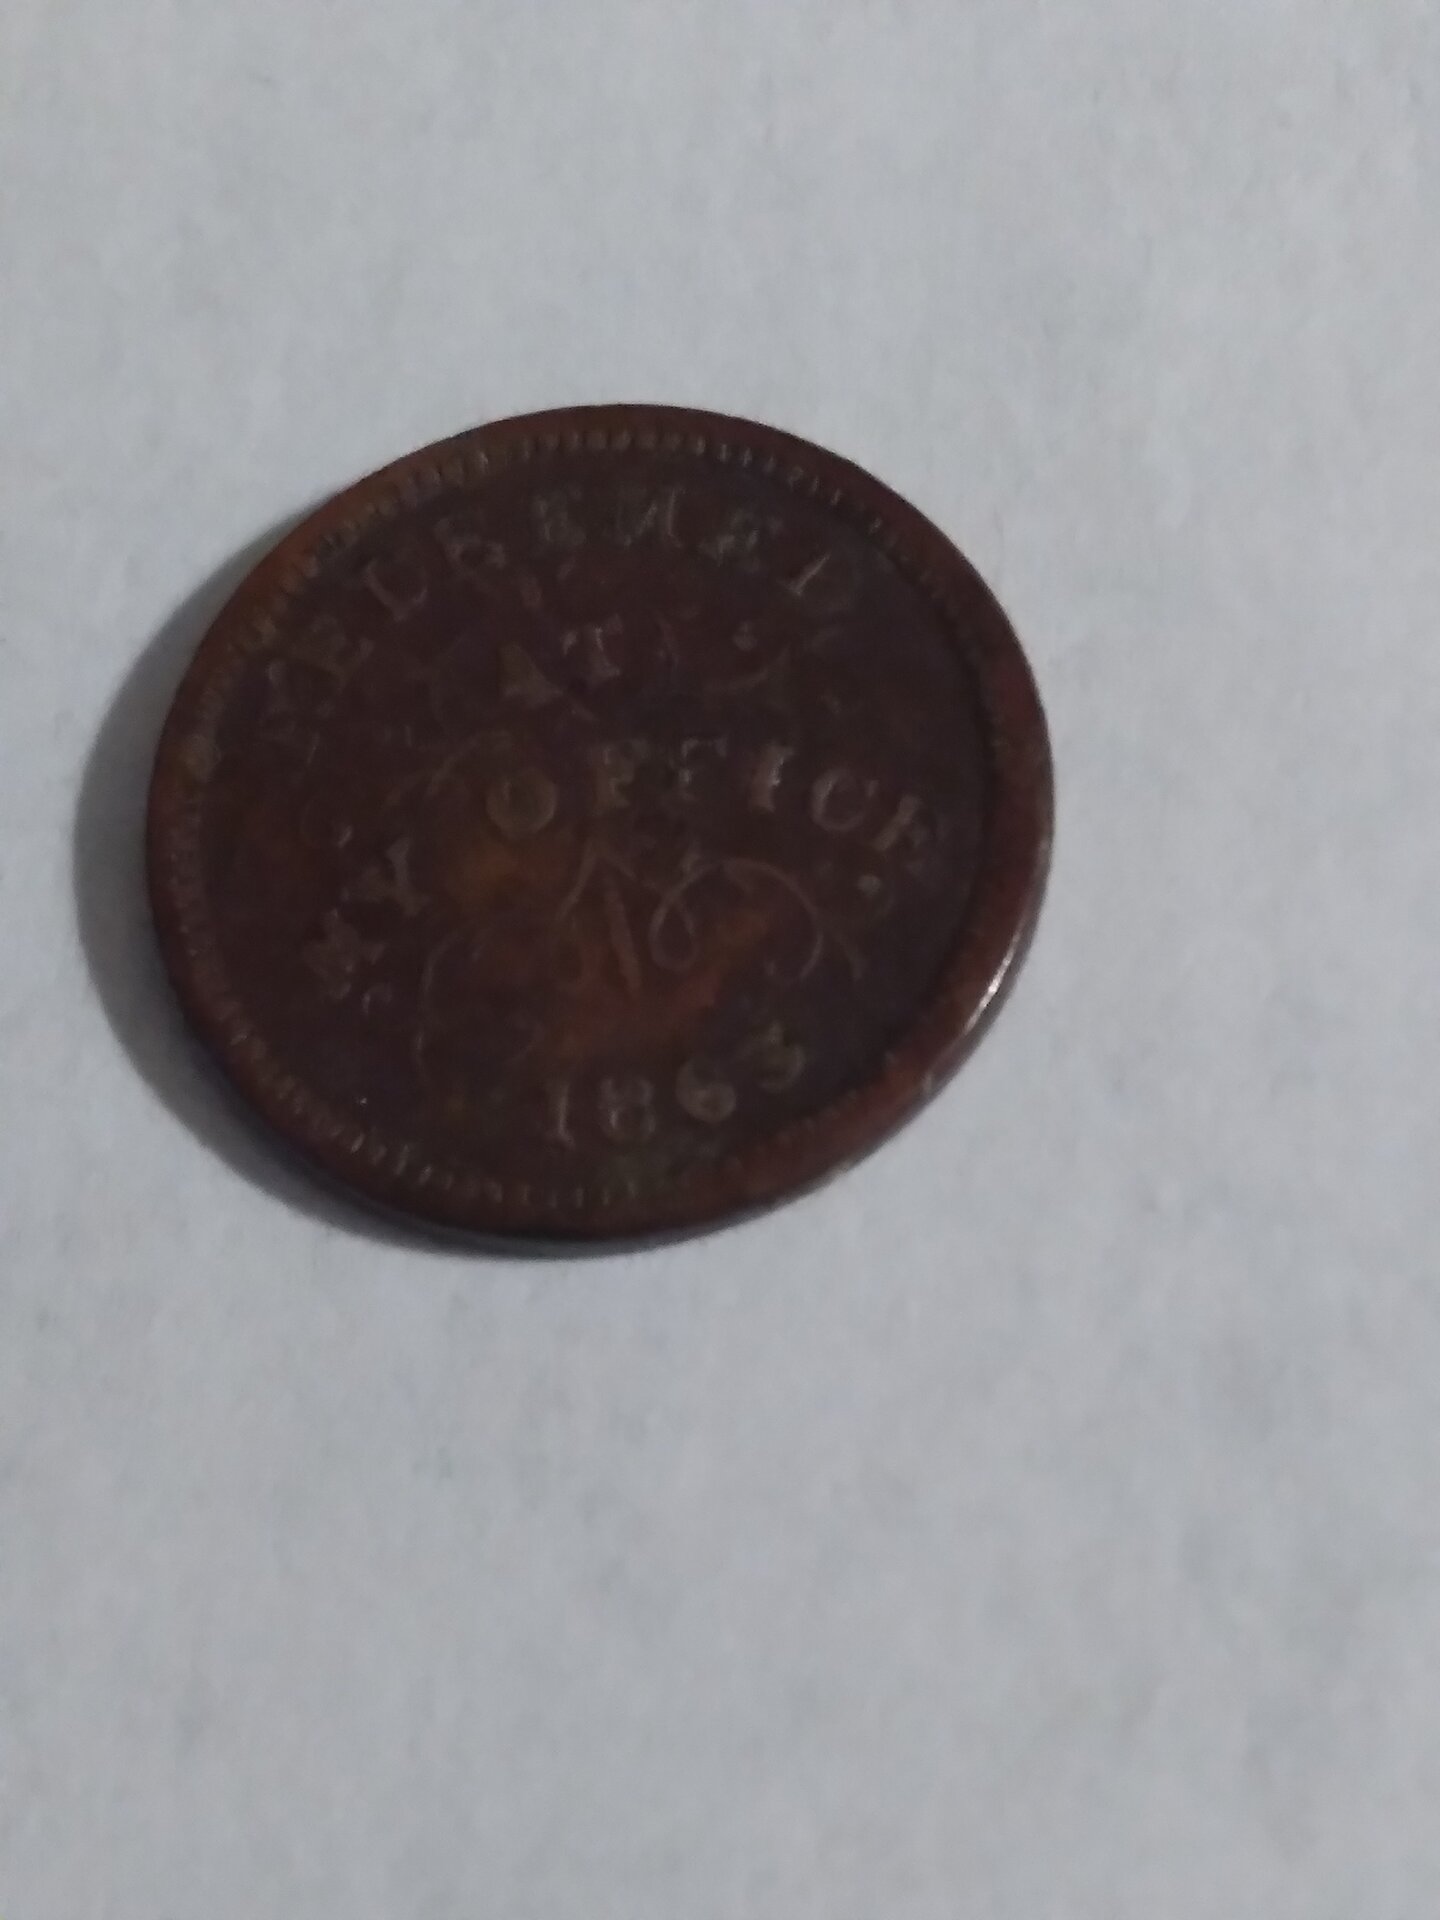 REDEEMED
AT
MY OFFICE.
1863